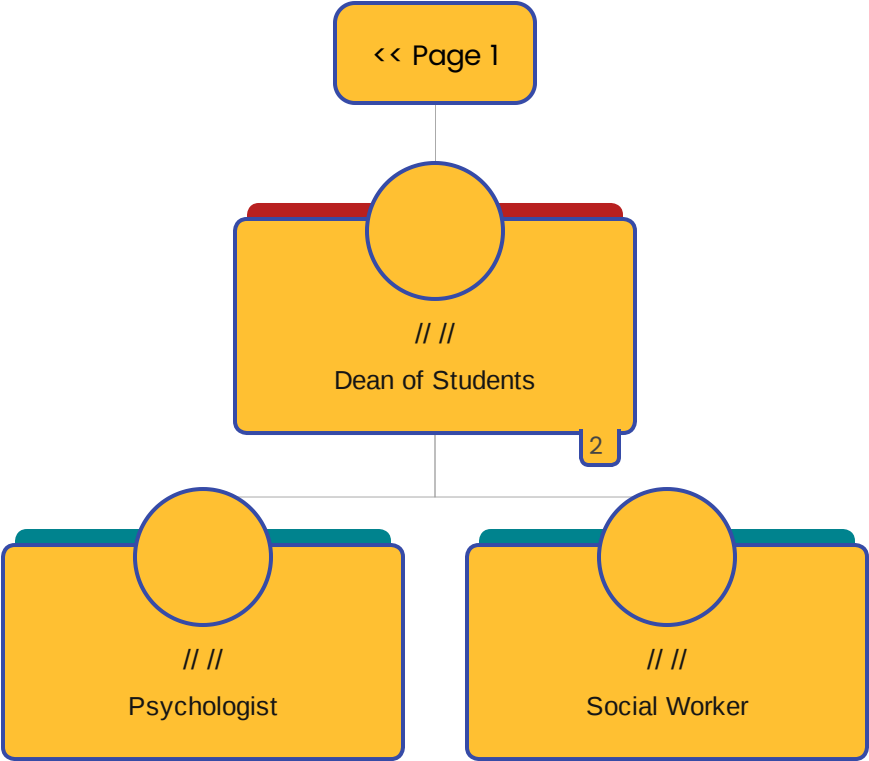 << Page 1
// //
Dean of Students
2
// //
Psychologist
// //
Social Worker